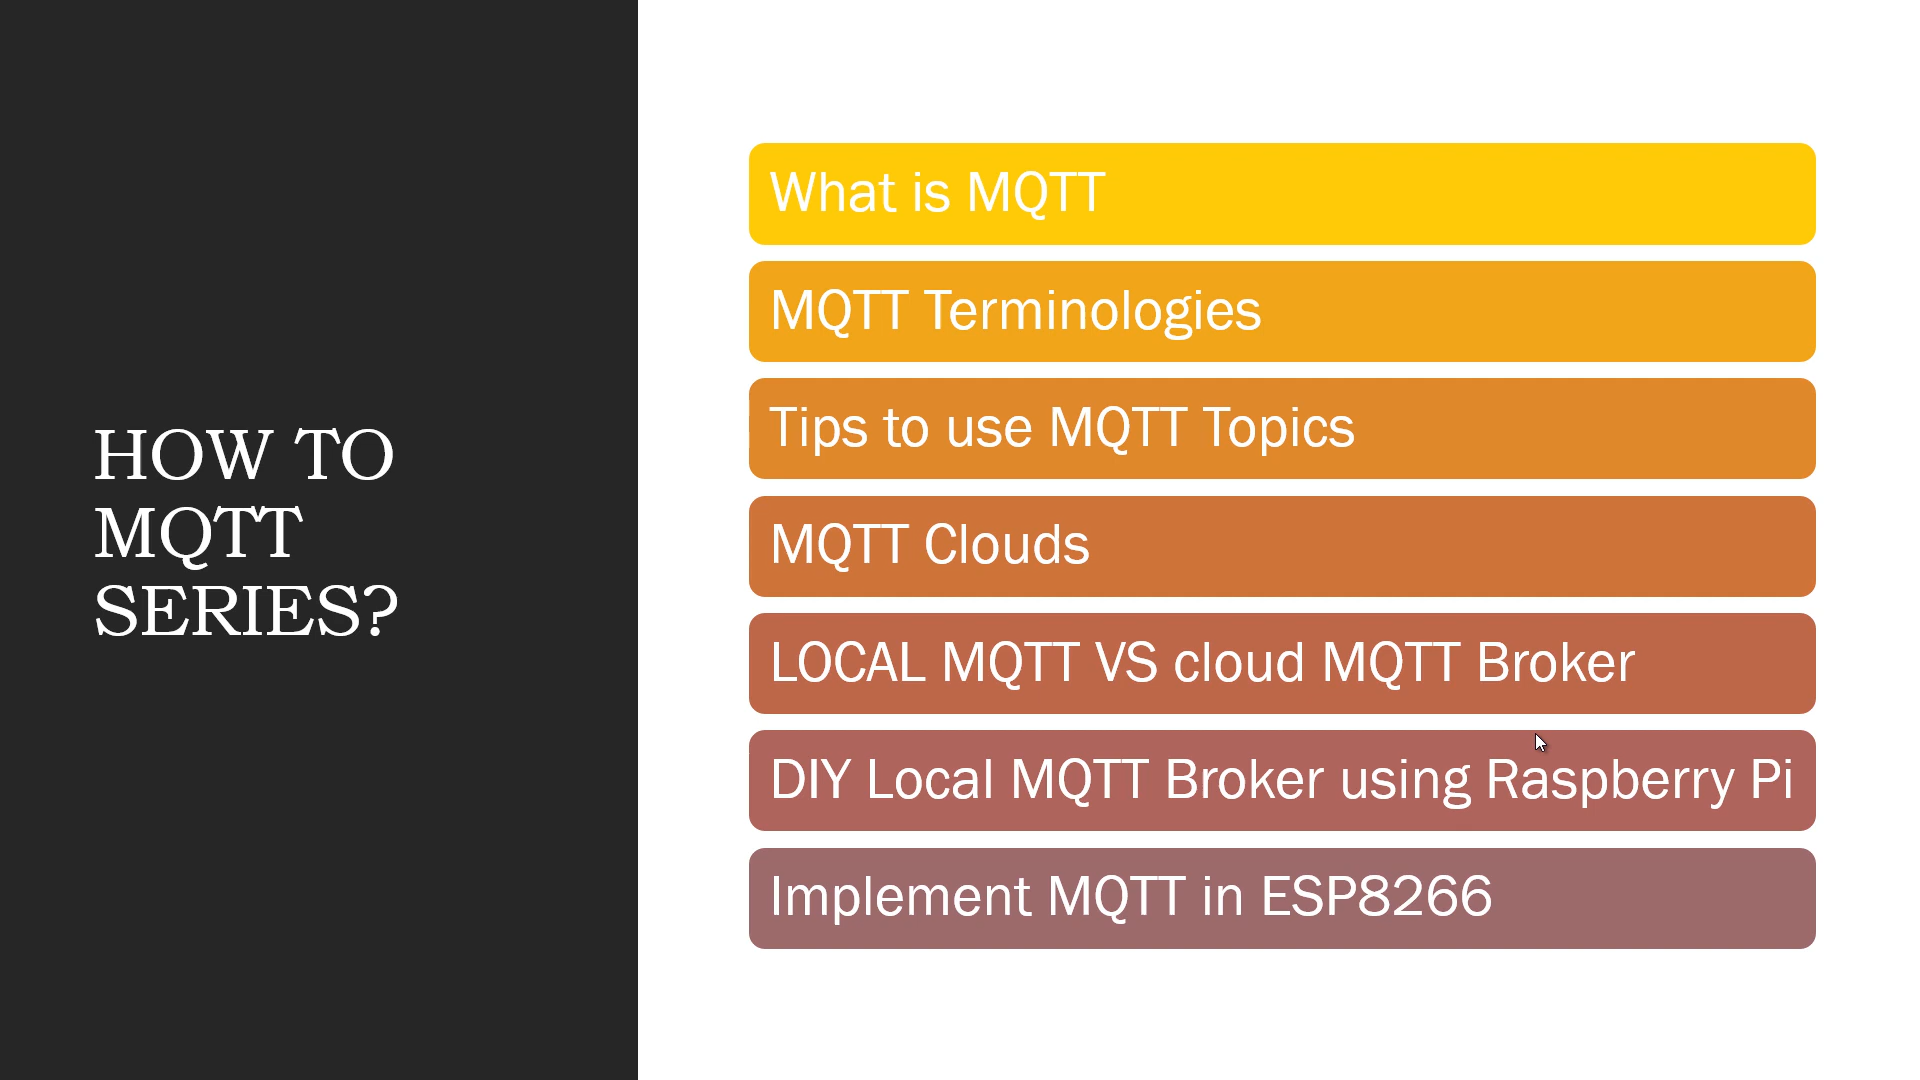 HOW TO
MQTT
SERIES?
What is MQTT
MQTT Terminologies
Tips to use MQTT Topics
MQTT Clouds
LOCAL MQTT VS cloud MQTT Broker
DIY Local MQTT Broker using Raspberry Pi
Implement MQTT in ESP8266